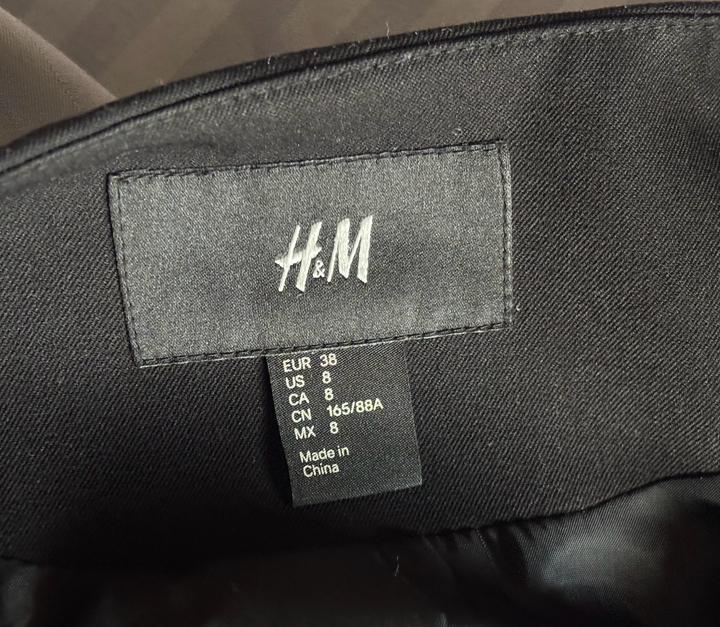 H&M
EUR 38
US 8
CA 8
CN 165/88A
MX 8
Made in
China